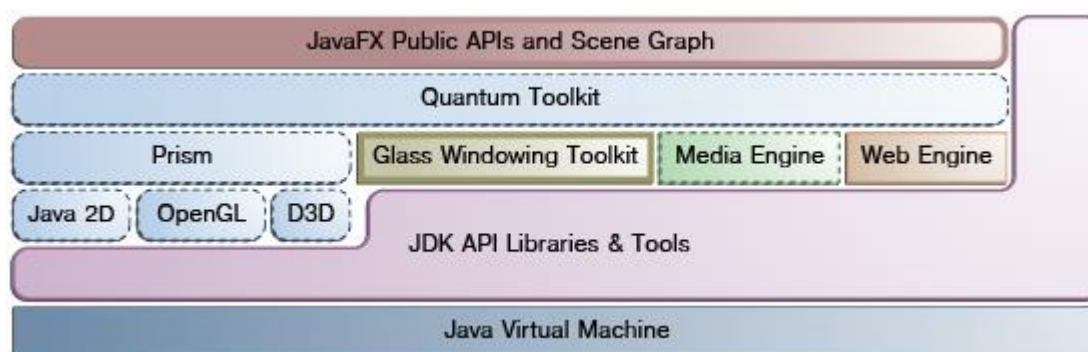 JavaFX Public APIs and Scene Graph
Quantum Toolkit
Prism
Glass Windowing Toolkit
Media Engine
Web Engine
Java 2D
OpenGL
D3D
JDK API Libraries & Tools
Java Virtual Machine